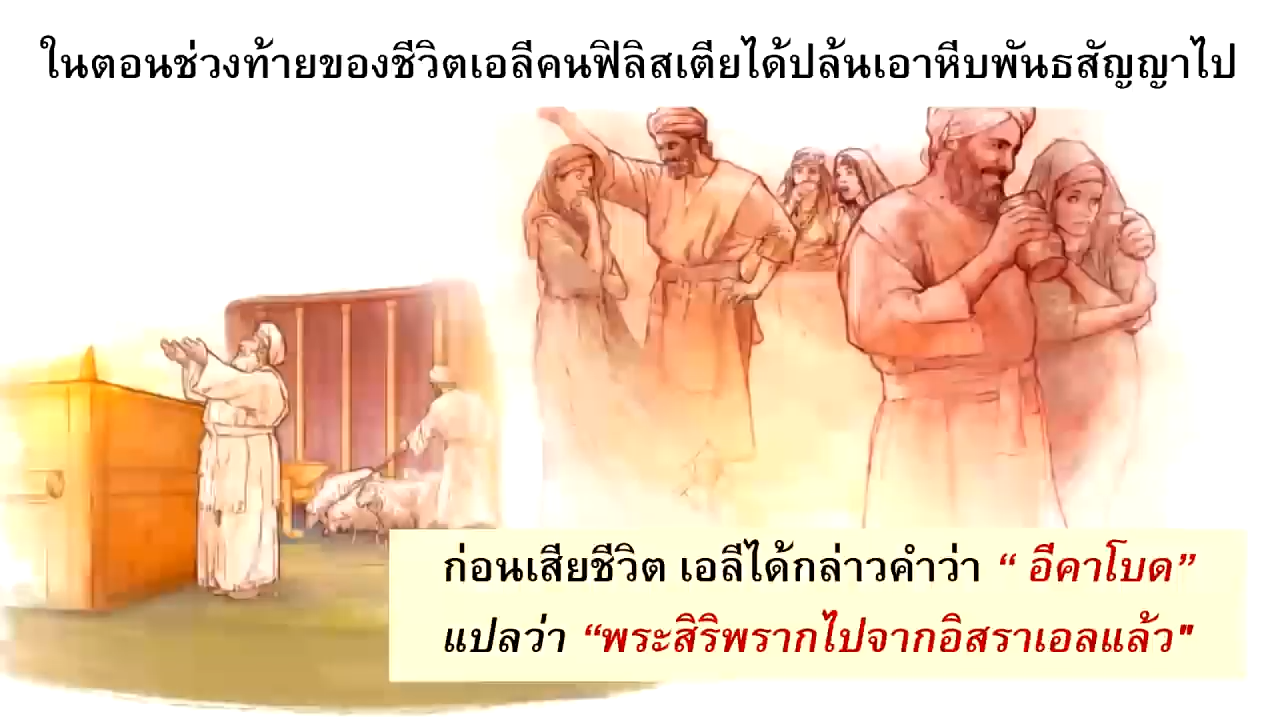 ในตอนช่วงท้ายของชีวิตเอลีคนฟิลิสเตียได้ปล้นเอาหีบพันธสัญญาไป
ก่อนเสียชีวิต เอลีได้กล่าวคำว่า “ อีคาโบด”
แปลว่า “พระสิริพรากไปจากอิสราเอลแล้ว"